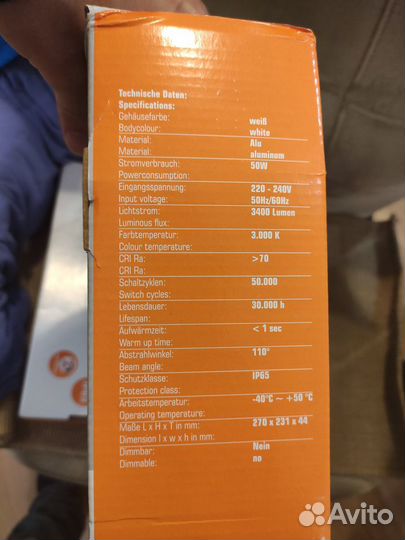 Technische Daten:
Specifications:
Gehäusefarbe: weiß
Bodycolour: white
Material: Alu
Material: aluminum
Stromverbrauch: 50W
Powerconsumption:
Eingangsspannung: 220 - 240V
Input voltage: 50Hz/60Hz
Lichtstrom: 3400 Lumen
Luminous flux:
Farbtemperatur: 3.000 K
Colour temperature:
CRI Ra: >70
CRI Ra:
Schaltzyklen: 50.000
Switch cycles:
Lebensdauer: 30.000 h
Lifespan:
Aufwärmzeit: < 1 sec
Warm up time:
Abstrahlwinkel: 110°
Beam angle:
Schutzklasse: IP65
Protection class:
Arbeitstemperatur: -40°C ~ +50 °C
Operating temperature:
Maße L x H x T in mm: 270 x 231 x 44
Dimension l x w x h in mm:
Dimmbar: Nein
Dimmable: no
Avito